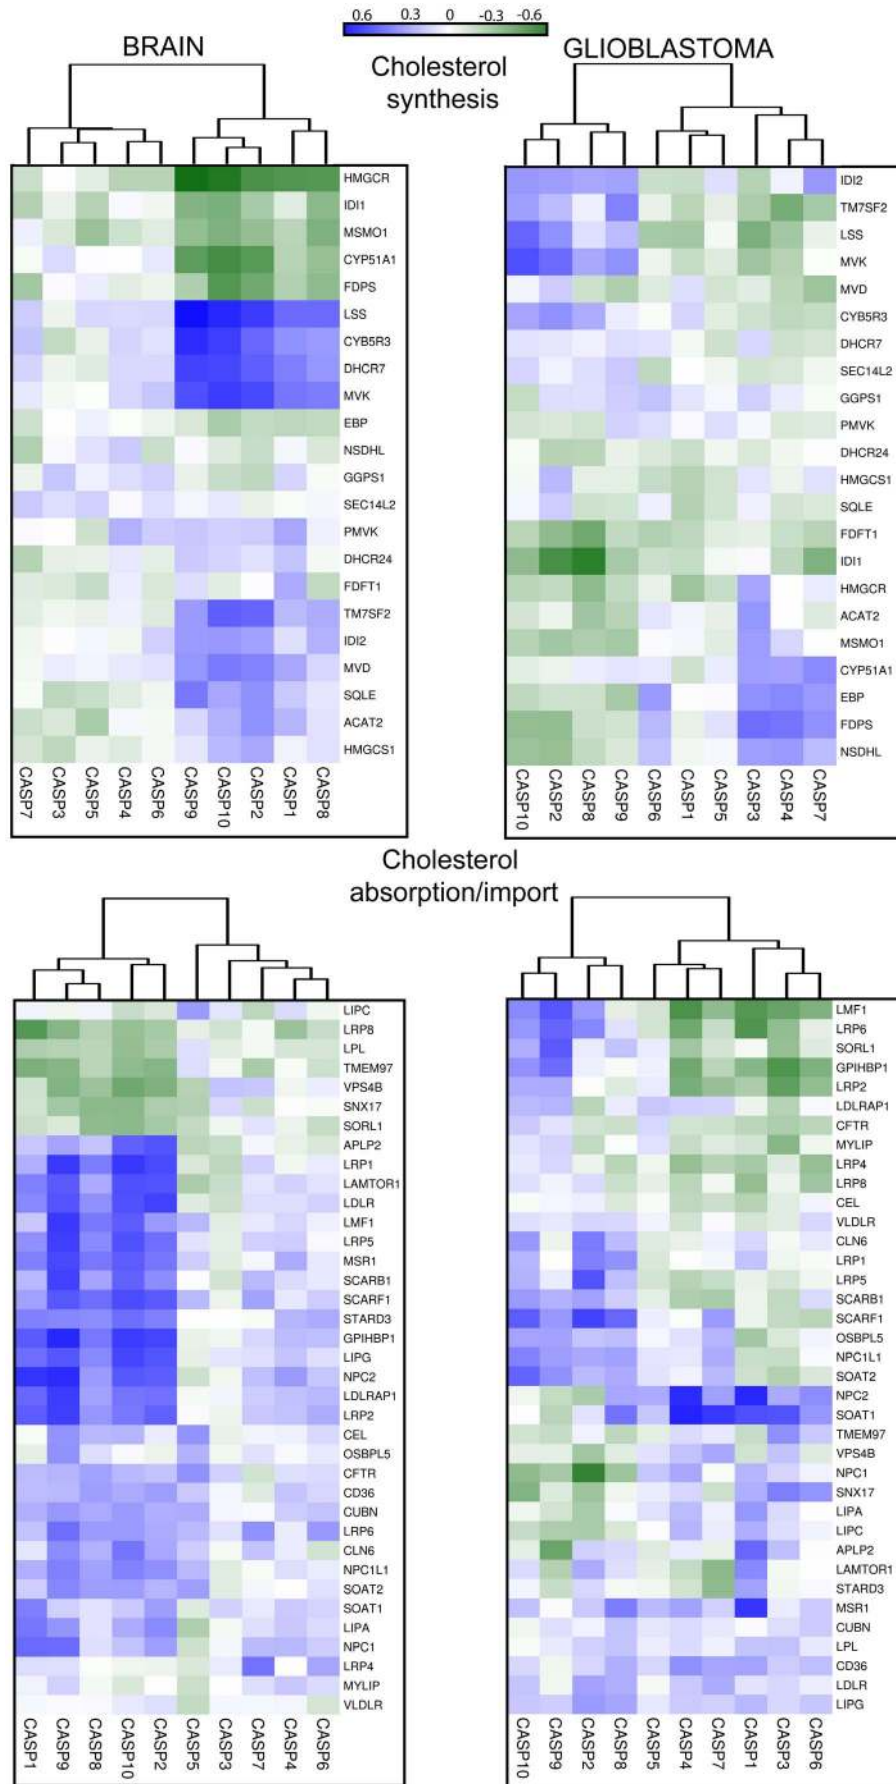 0.6 0.3 0 -0.3 -0.6
BRAIN
GLIOBLASTOMA
Cholesterol
synthesis
HMGCR
IDI1
MSMO1
CYP51A1
FDPS
LSS
CYB5R3
DHCR7
MVK
EBP
NSDHL
GGPS1
SEC14L2
PMVK
DHCR24
FDFT1
TM7SF2
IDI2
MVD
SQLE
ACAT2
HMGCS1
CASP7 CASP3 CASP5 CASP4 CASP6 CASP9 CASP10 CASP2 CASP1 CASP8
IDI2
TM7SF2
LSS
MVK
MVD
CYB5R3
DHCR7
SEC14L2
GGPS1
PMVK
DHCR24
HMGCS1
SQLE
FDFT1
IDI1
HMGCR
ACAT2
MSMO1
CYP51A1
EBP
FDPS
NSDHL
CASP10 CASP2 CASP8 CASP9 CASP6 CASP1 CASP5 CASP3 CASP4 CASP7
Cholesterol
absorption/import
LIPC
LRP8
LPL
TMEM97
VPS4B
SNX17
SORL1
APLP2
LRP1
LAMTOR1
LDLR
LMF1
LRP5
MSR1
SCARB1
SCARF1
STARD3
GPIHBP1
LIPG
NPC2
LDLRAP1
LRP2
CEL
OSBPL5
CFTR
CD36
CUBN
LRP6
CLN6
NPC1L1
SOAT2
SOAT1
LIPA
NPC1
LRP4
MYLIP
VLDLR
CASP1 CASP9 CASP8 CASP10 CASP2 CASP5 CASP3 CASP7 CASP4 CASP6
LMF1
LRP6
SORL1
GPIHBP1
LRP2
LDLRAP1
CFTR
MYLIP
LRP4
LRP8
CEL
VLDLR
CLN6
LRP1
LRP5
SCARB1
SCARF1
OSBPL5
NPC1L1
SOAT2
NPC2
SOAT1
TMEM97
VPS4B
NPC1
SNX17
LIPA
LIPC
APLP2
LAMTOR1
STARD3
MSR1
CUBN
LPL
CD36
LDLR
LIPG
CASP10 CASP9 CASP2 CASP8 CASP5 CASP4 CASP7 CASP1 CASP3 CASP6